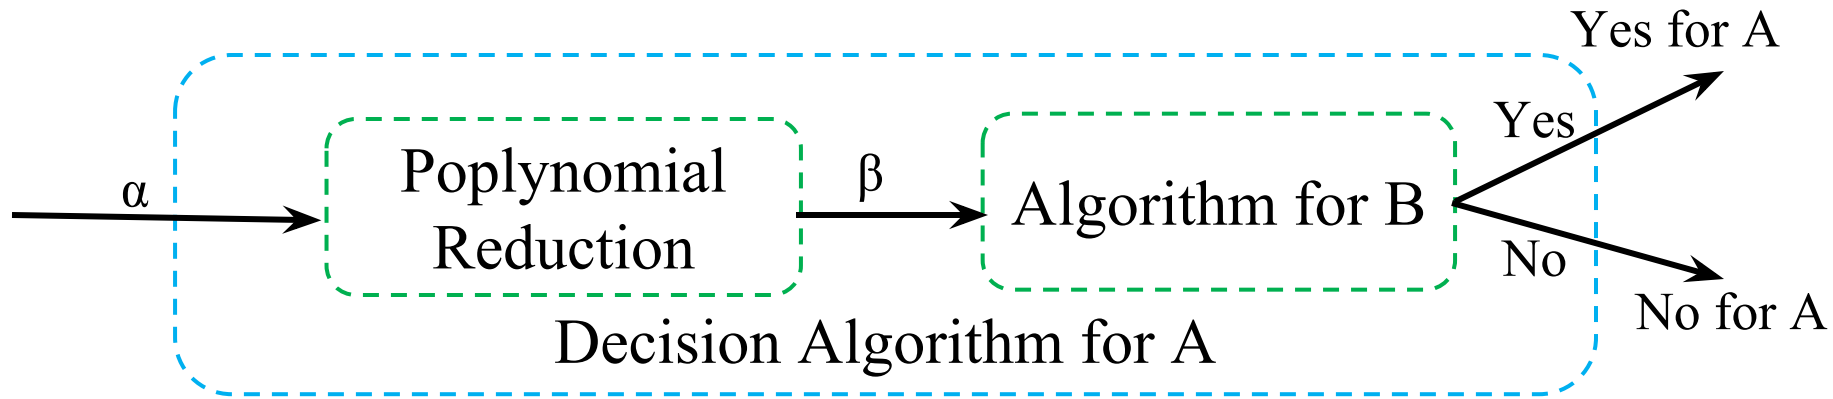 Yes for A
Yes
α
Poplynomial
Reduction
β
Algorithm for B
No
No for A
Decision Algorithm for A